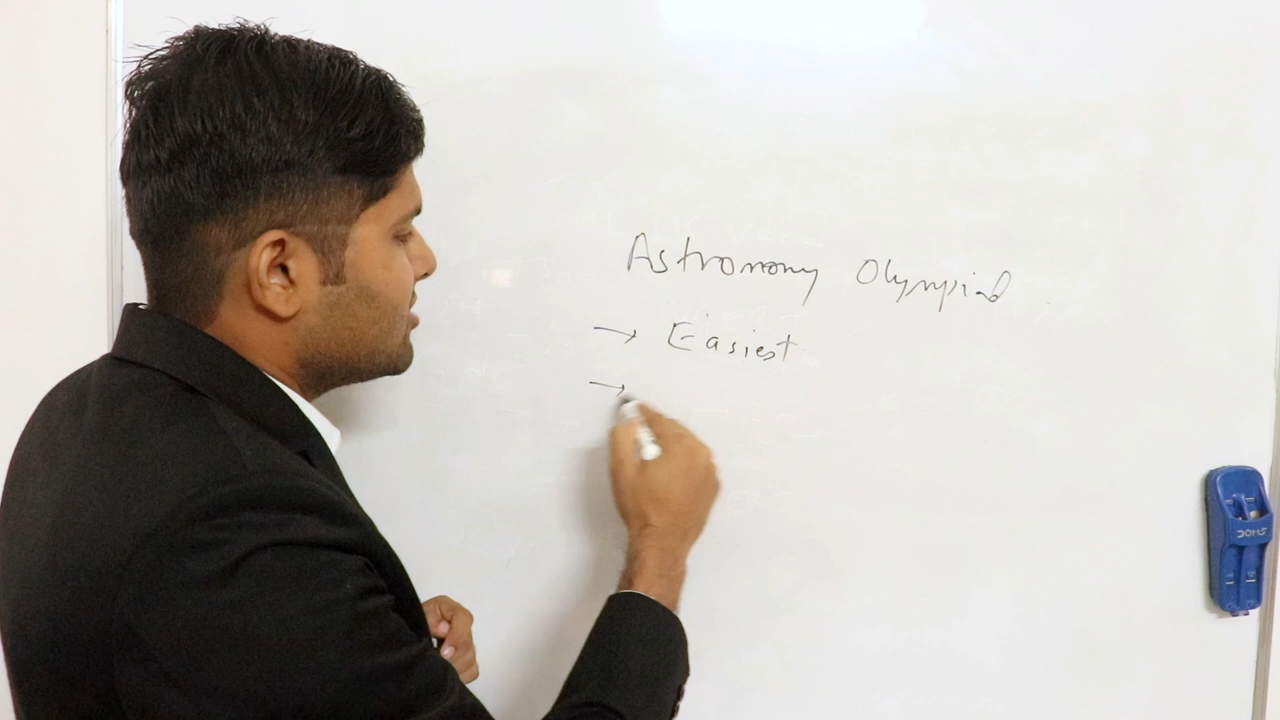 Astronomy Olympiad
→ Easiest
→